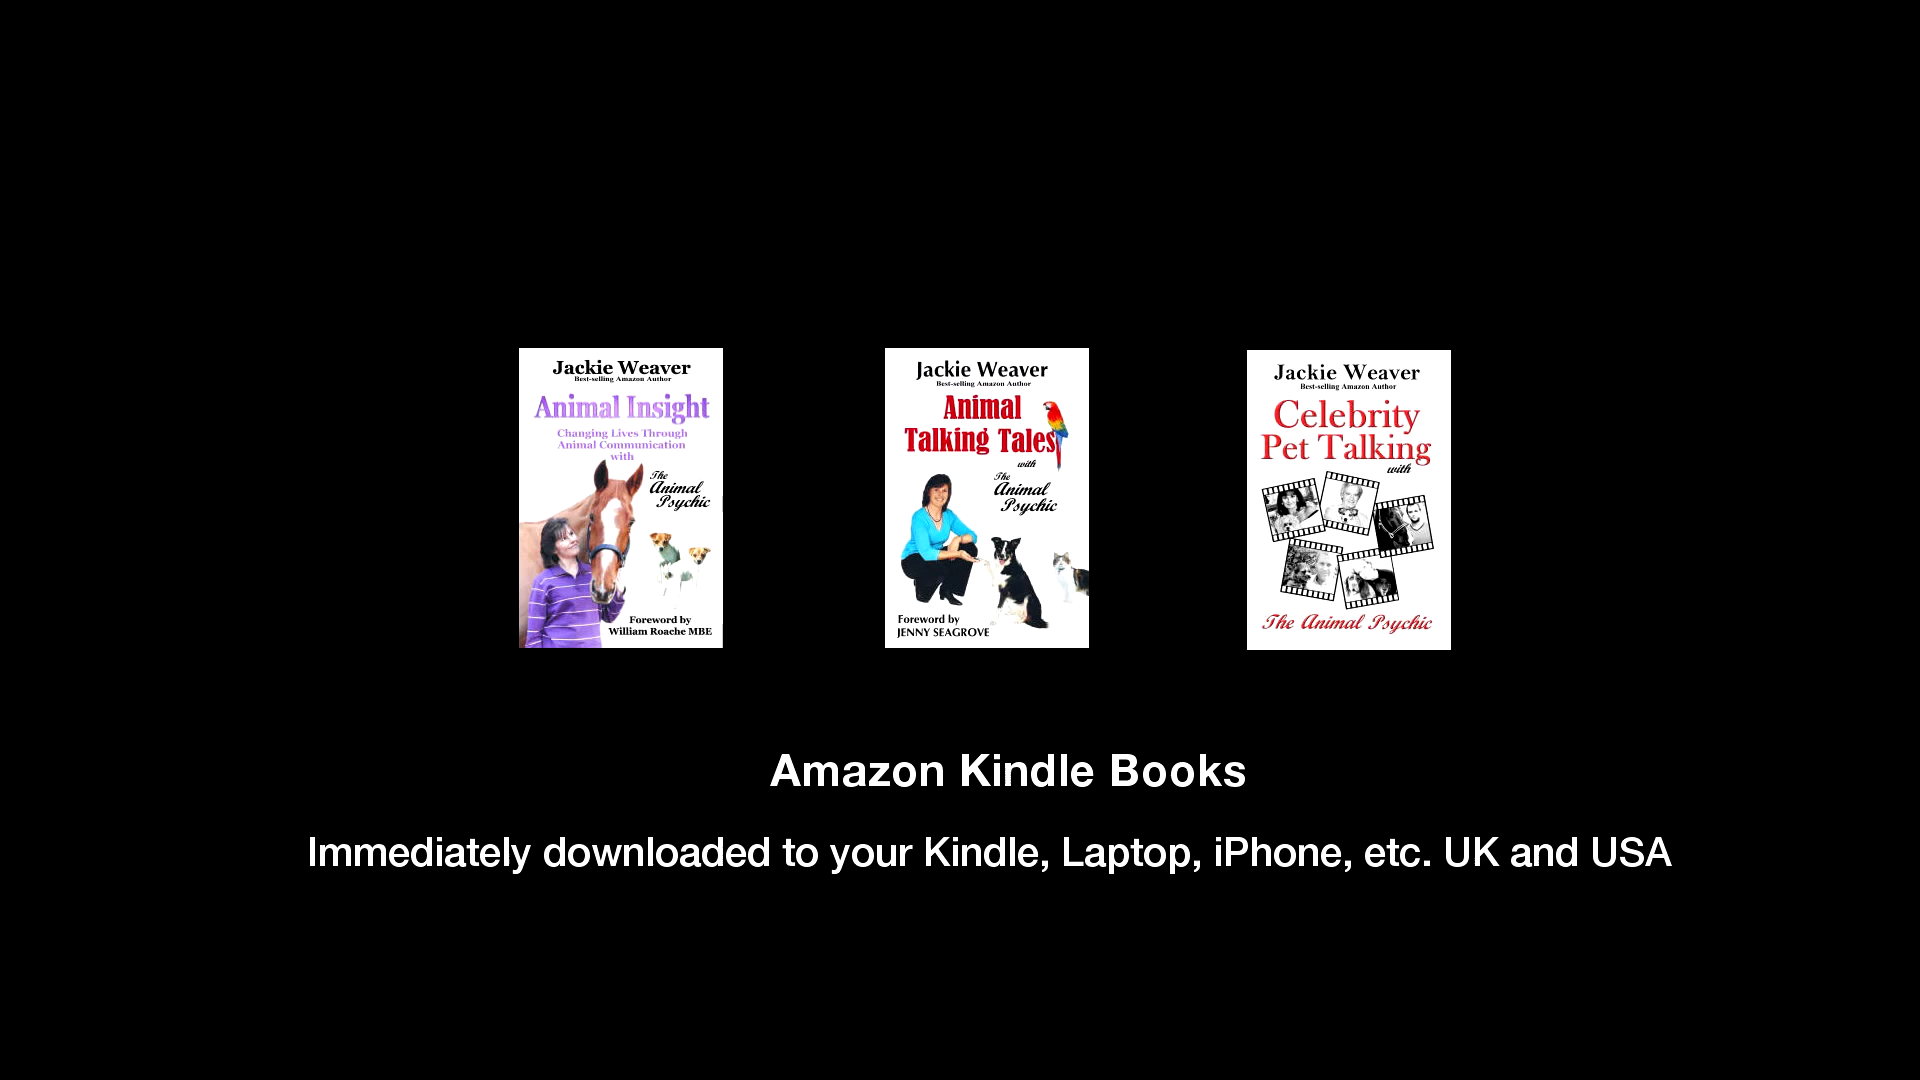 Jackie Weaver
Best-selling Amazon Author
Animal Insight
Changing Lives Through
Animal Communication
with
The
Animal
Psychic
Foreword by
William Roache MBE
Jackie Weaver
Best-selling Amazon Author
Animal
Talking Tales
with
The
Animal
Psychic
Foreword by
JENNY SEAGROVE
Jackie Weaver
Best-selling Amazon Author
Celebrity
Pet Talking
with
The Animal Psychic
Amazon Kindle Books
Immediately downloaded to your Kindle, Laptop, iPhone, etc. UK and USA